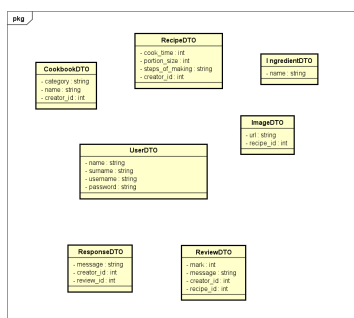 pkg
RecipeDTO
- cook_time : int
- portion_size : int
- steps_of_making : string
- creator_id : int
CookbookDTO
- category : string
- name : string
- creator_id : int
I ngredientDTO
- name : string
ImageDTO
- url : string
- recipe_id : int
UserDTO
- name : string
- surname : string
- username : string
- password : string
ResponseDTO
- message : string
- creator_id : int
- review_id : int
ReviewDTO
- mark : int
- message : string
- creator_id : int
- recipe_id : int